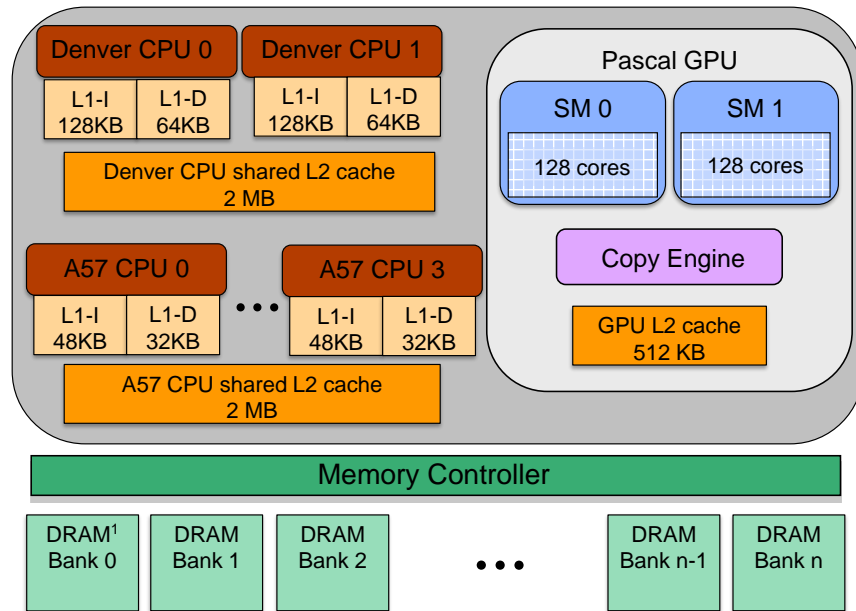 Denver CPU 0
L1-I
128KB
L1-D
64KB
Denver CPU 1
L1-I
128KB
L1-D
64KB
Denver CPU shared L2 cache
2 MB
A57 CPU 0
L1-I
48KB
L1-D
32KB
•••
A57 CPU 3
L1-I
48KB
L1-D
32KB
A57 CPU shared L2 cache
2 MB
Pascal GPU
SM 0
128 cores
SM 1
128 cores
Copy Engine
GPU L2 cache
512 KB
Memory Controller
DRAM¹
Bank 0
DRAM
Bank 1
DRAM
Bank 2
•••
DRAM
Bank n-1
DRAM
Bank n